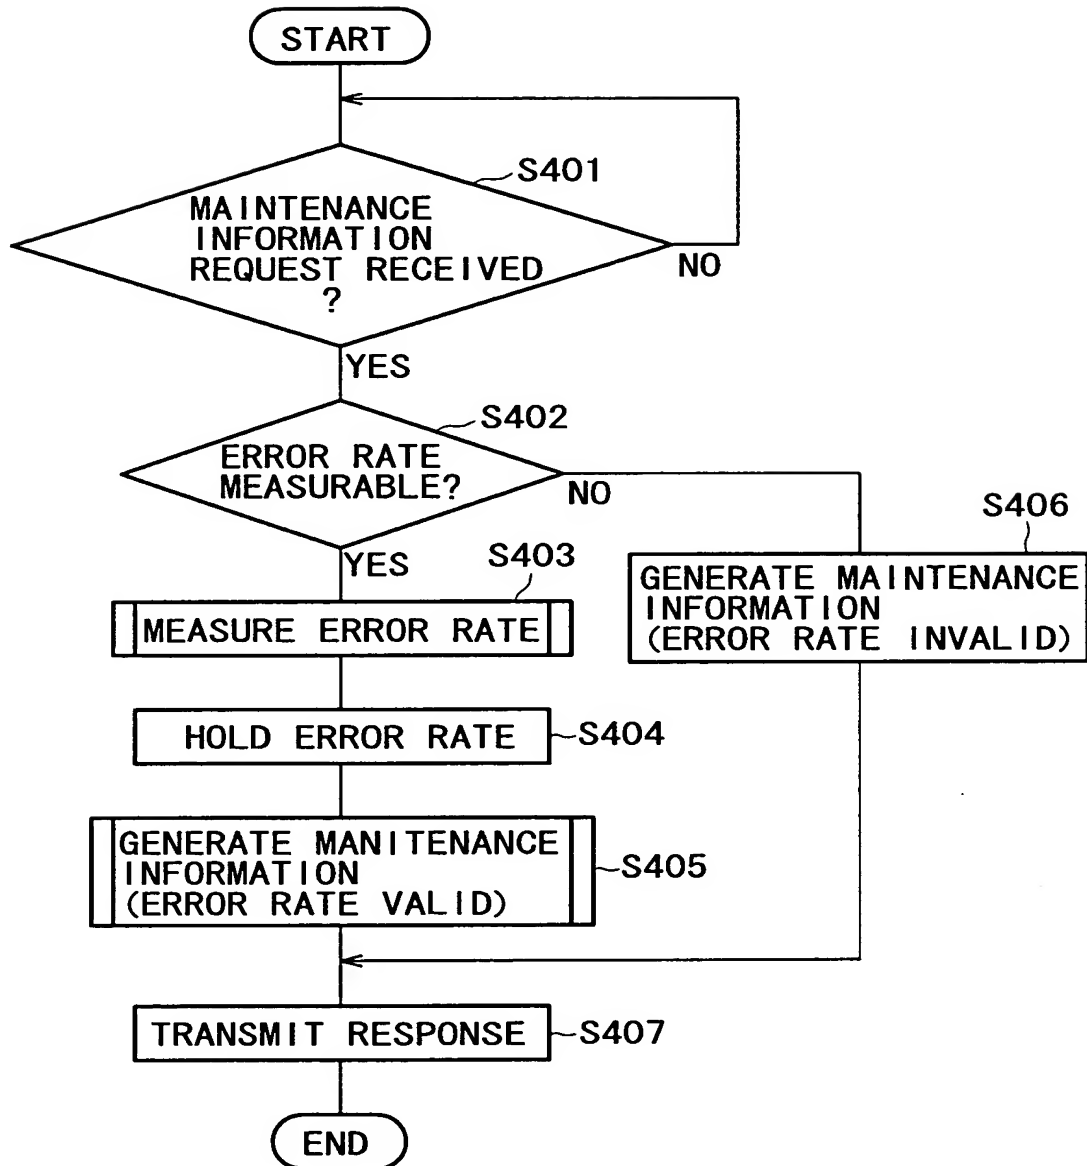 START
S401
MAINTENANCE
INFORMATION
REQUEST RECEIVED
?
NO
YES
S402
ERROR RATE
MEASURABLE?
NO
YES
S406
GENERATE MAINTENANCE
INFORMATION
(ERROR RATE INVALID)
S403
MEASURE ERROR RATE
HOLD ERROR RATE
S404
GENERATE MANITENANCE
INFORMATION
(ERROR RATE VALID)
S405
TRANSMIT RESPONSE
S407
END